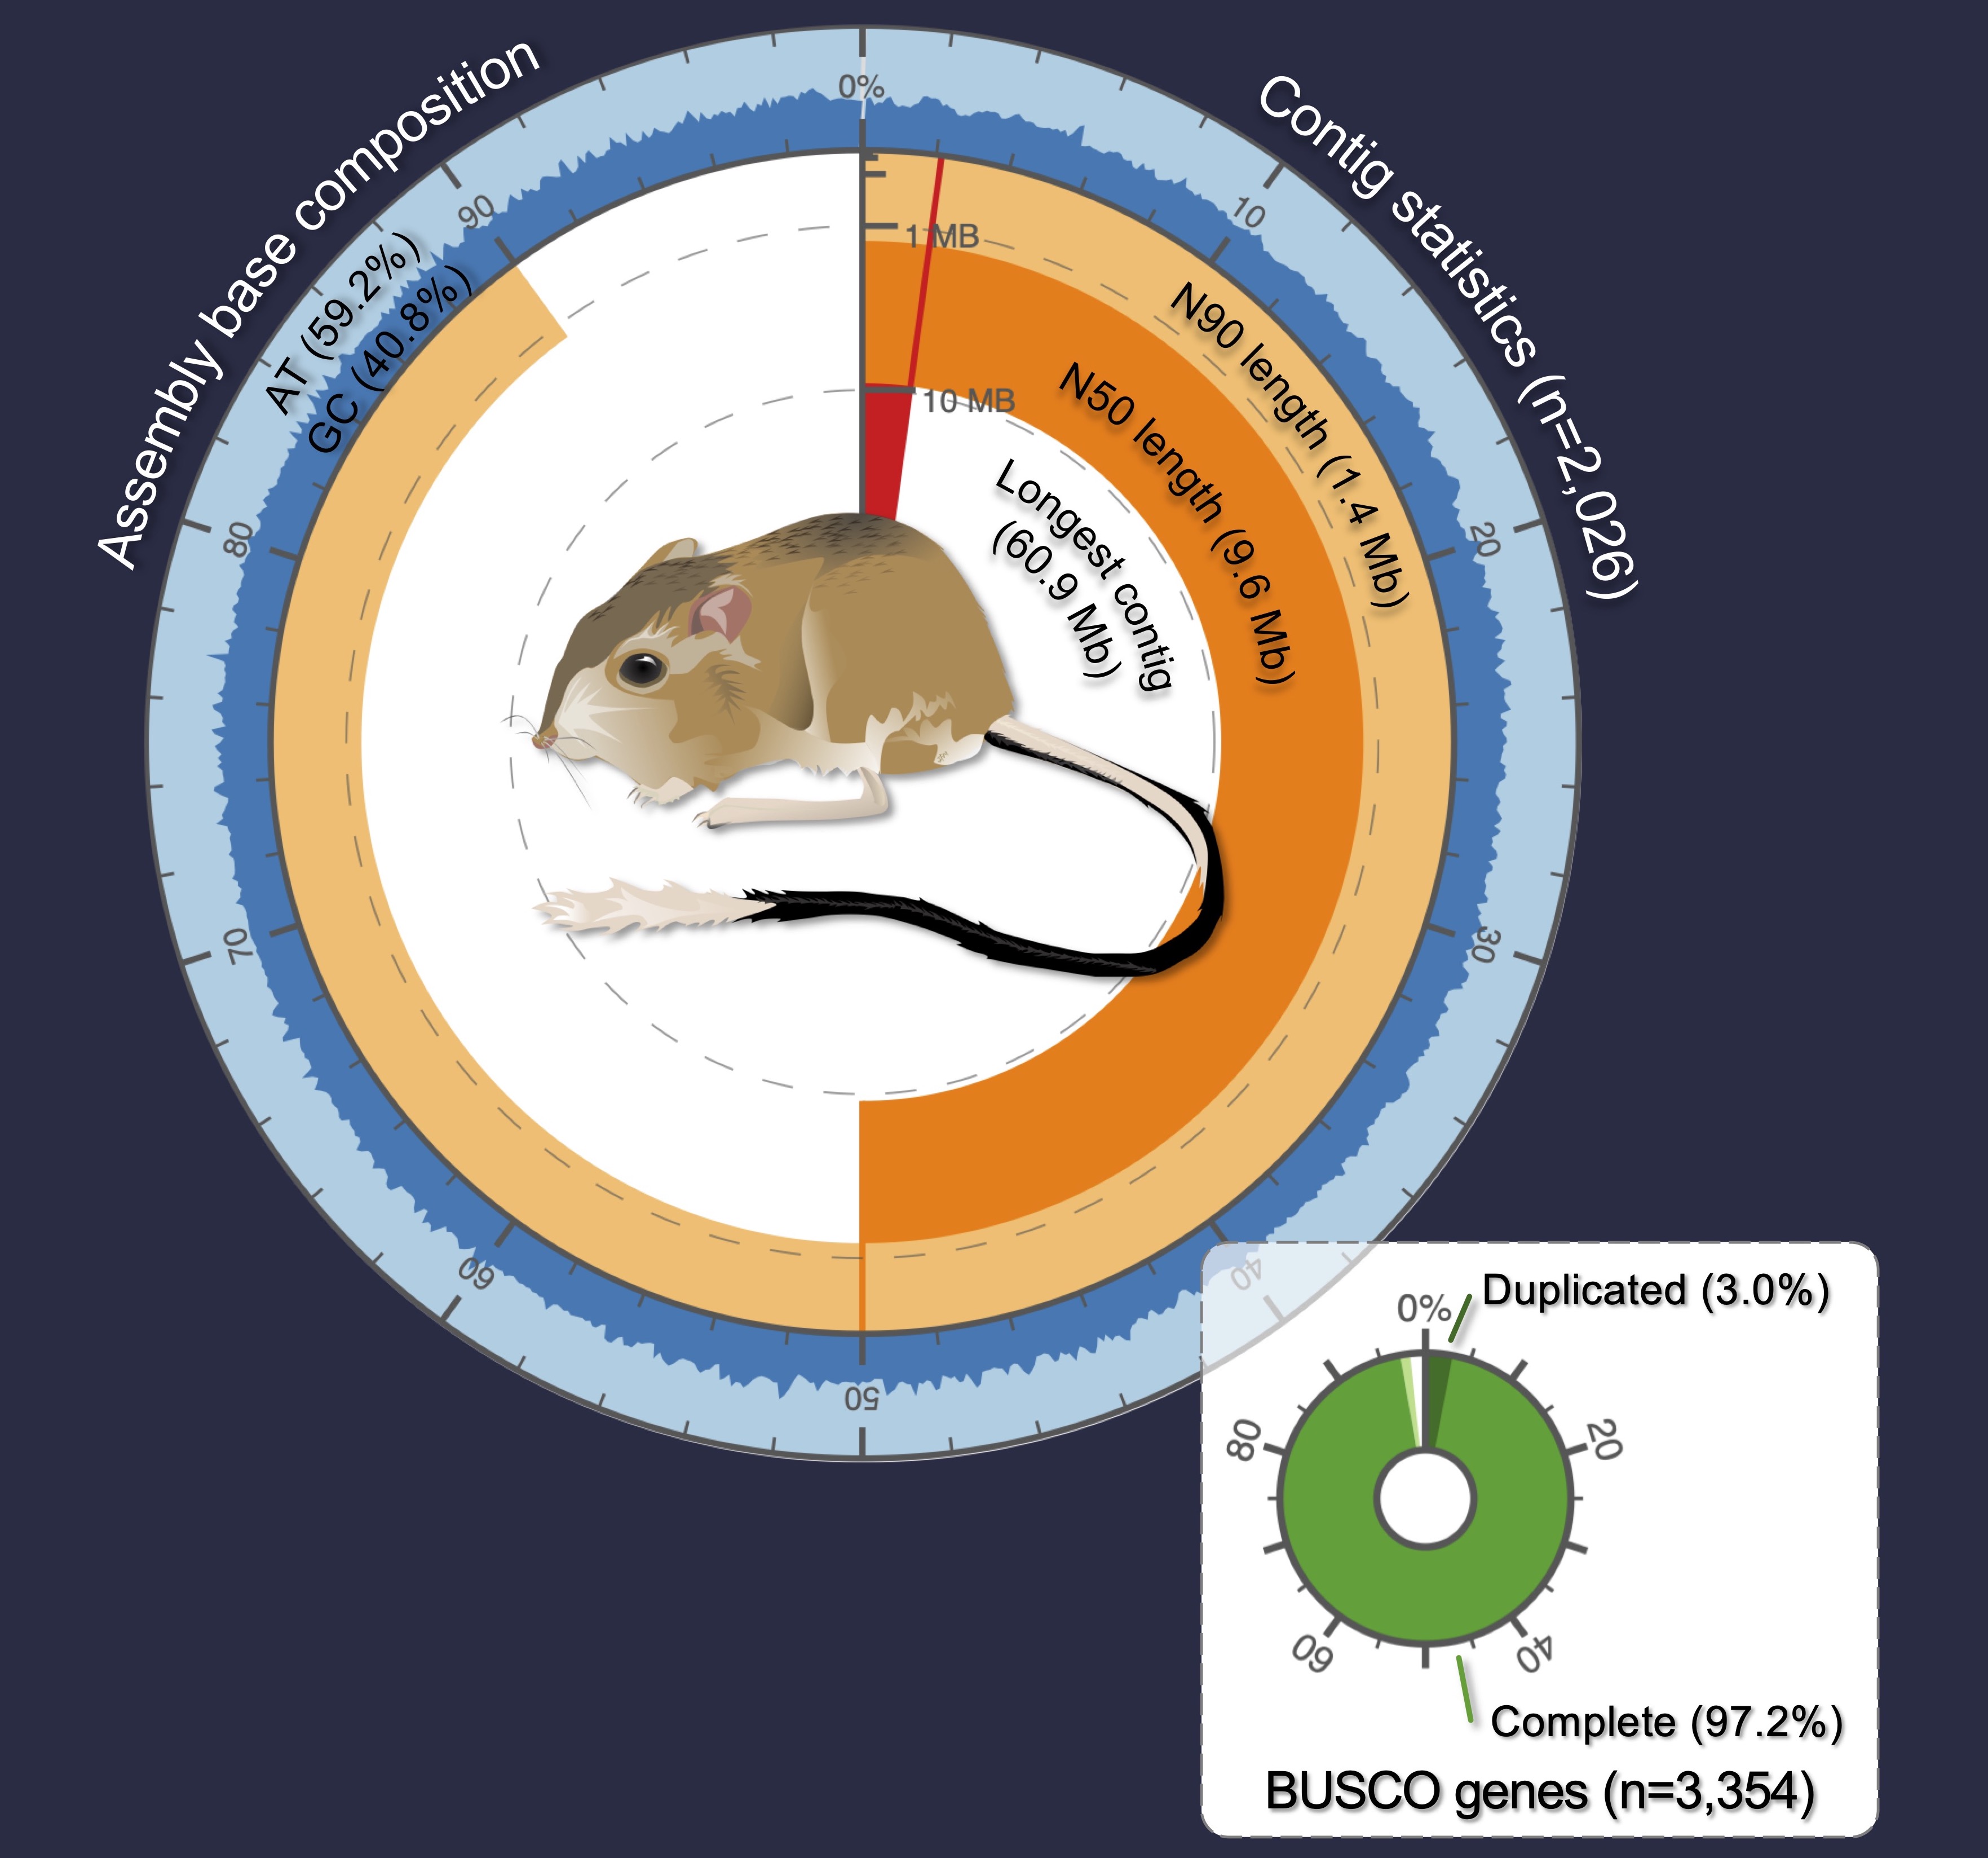 Assembly base composition
Contig statistics (n=2,026)
0%
10
20
30
40
50
60
70
80
90
AT (59.2%)
GC (40.8%)
1 MB
10 MB
N90 length (1.4 Mb)
N50 length (9.6 Mb)
Longest contig
(60.9 Mb)
Duplicated (3.0%)
0%
20
40
60
80
Complete (97.2%)
BUSCO genes (n=3,354)